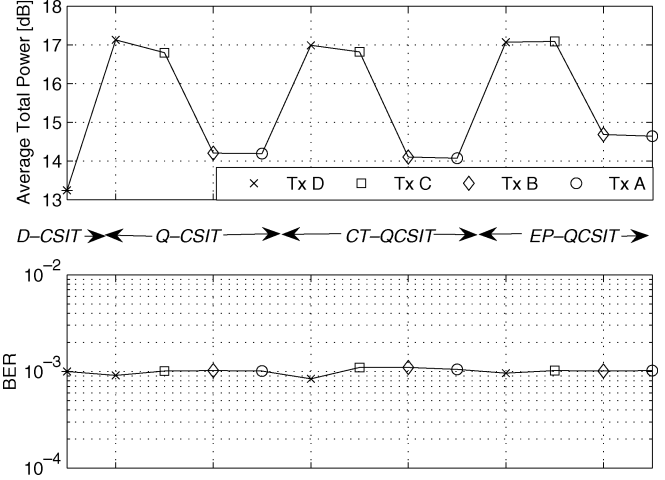 Average Total Power [dB]
18
17
16
15
14
13
Tx D Tx C Tx B Tx A
D–CSIT Q–CSIT CT–QCSIT EP–QCSIT
BER
10^-2
10^-3
10^-4